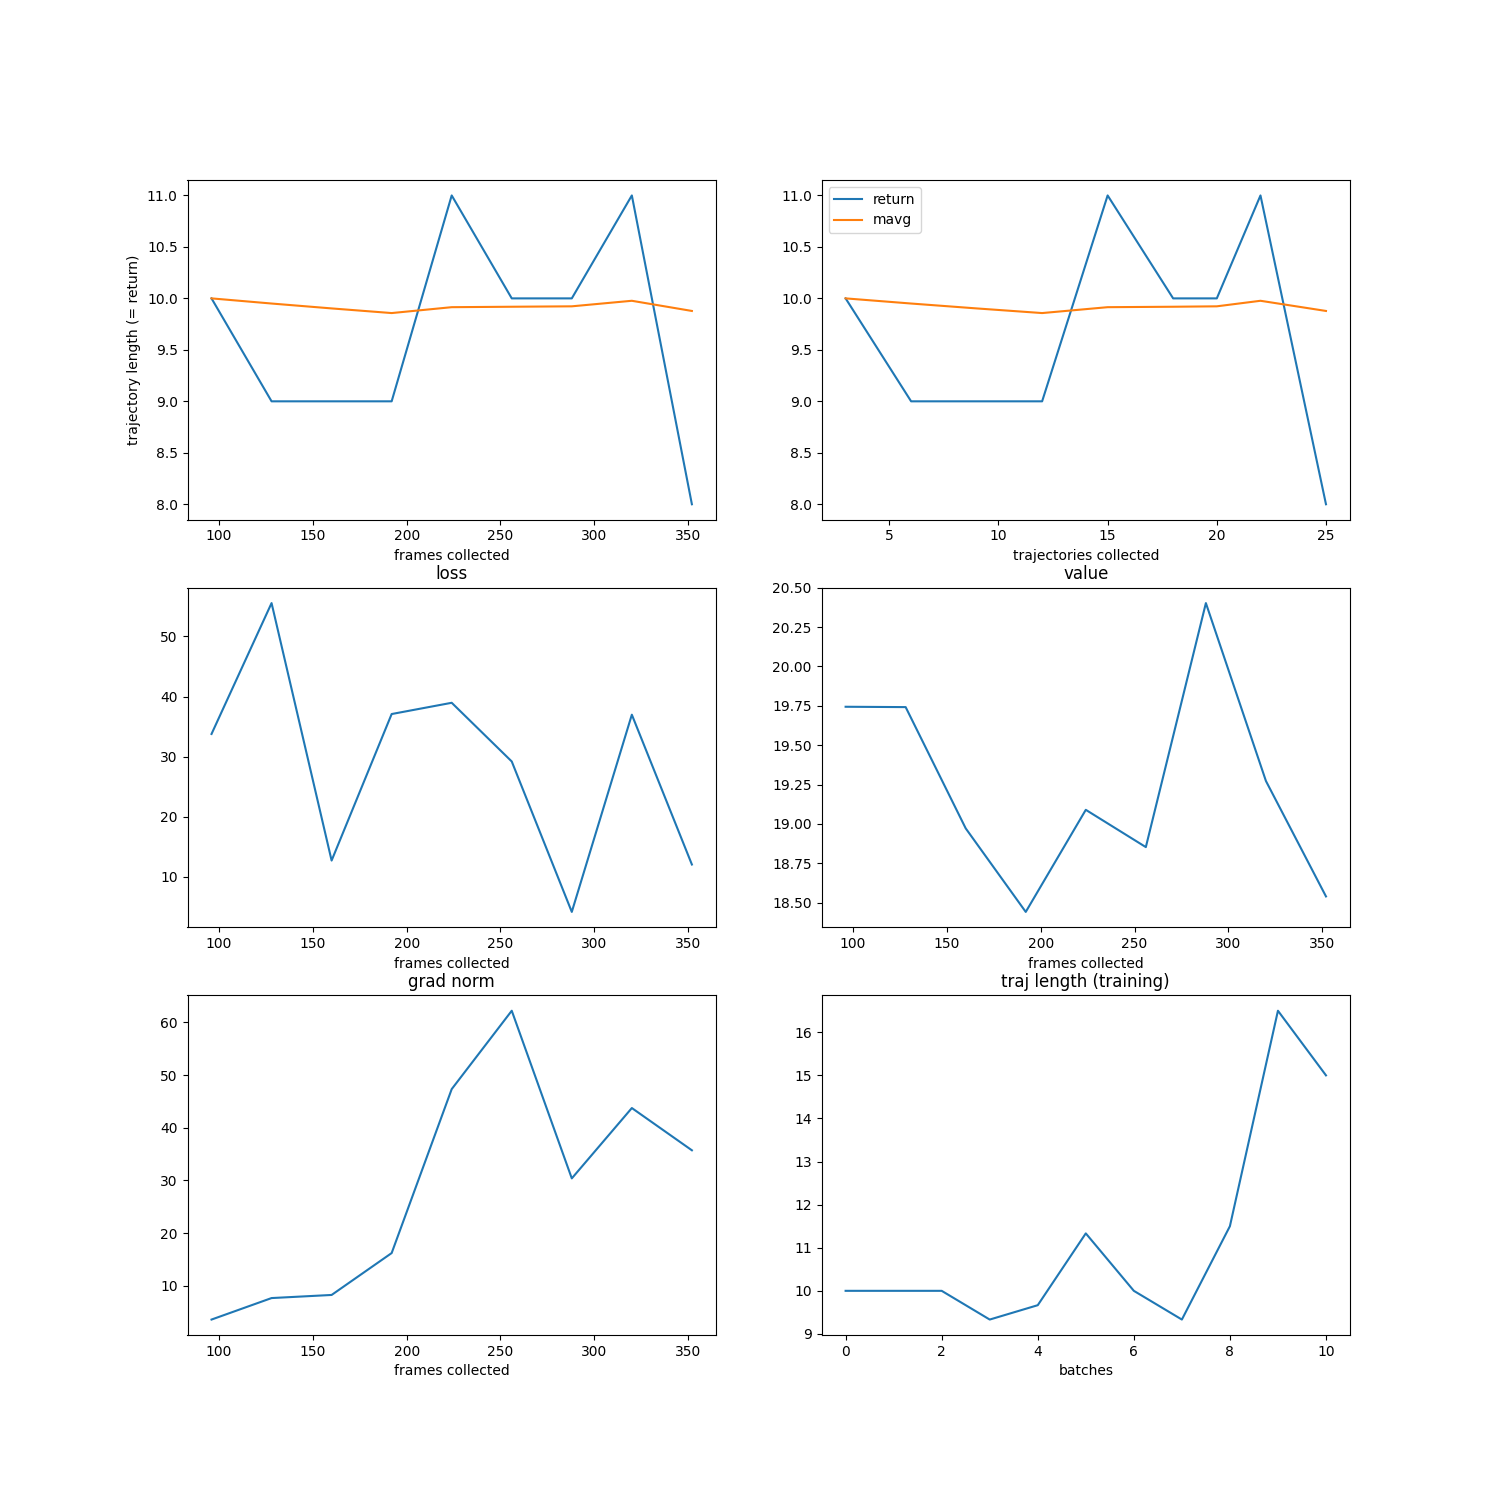 trajectory length (= return)
11.0
10.5
10.0
9.5
9.0
8.5
8.0
100 150 200 250 300 350
frames collected
return
mavg
11.0
10.5
10.0
9.5
9.0
8.5
8.0
5 10 15 20 25
trajectories collected
loss
50
40
30
20
10
100 150 200 250 300 350
frames collected
value
20.50
20.25
20.00
19.75
19.50
19.25
19.00
18.75
18.50
100 150 200 250 300 350
frames collected
grad norm
60
50
40
30
20
10
100 150 200 250 300 350
frames collected
traj length (training)
16
15
14
13
12
11
10
9
0 2 4 6 8 10
batches